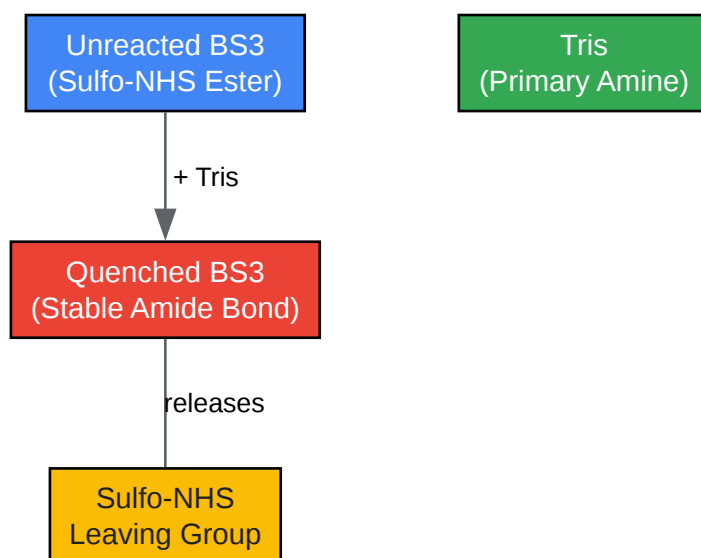 Unreacted BS3
(Sulfo-NHS Ester)
Tris
(Primary Amine)
+ Tris
Quenched BS3
(Stable Amide Bond)
releases
Sulfo-NHS
Leaving Group